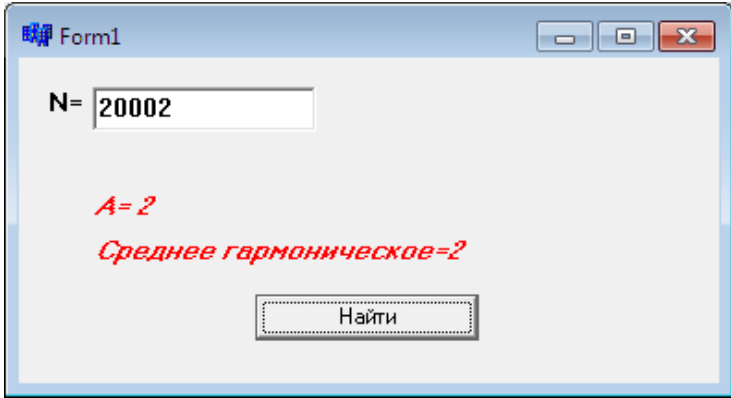 Form1
N= 20002
A= 2
Среднее гармоническое=2
Найти